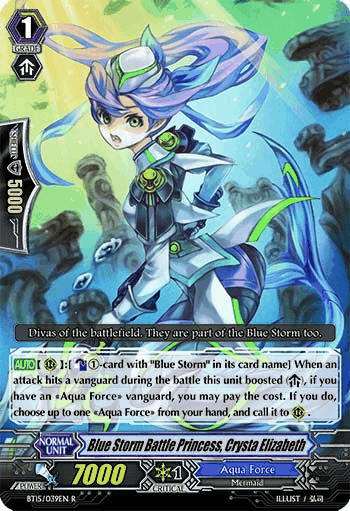 1
GRADE
SHIELD 5000
Divas of the battlefield. They are part of the Blue Storm too.
AUTO [ R 1:[ 1-card with "Blue Storm" in its card name] When an
attack hits a vanguard during the battle this unit boosted ( ), if you
have an «Aqua Force» vanguard, you may pay the cost. If you do,
choose up to one «Aqua Force» from your hand, and call it to R .
NORMAL UNIT
Blue Storm Battle Princess, Crysta Elizabeth
POWER 7000
1 CRITICAL
Aqua Force
Mermaid
BT15/039EN R
ILLUST / 弘司